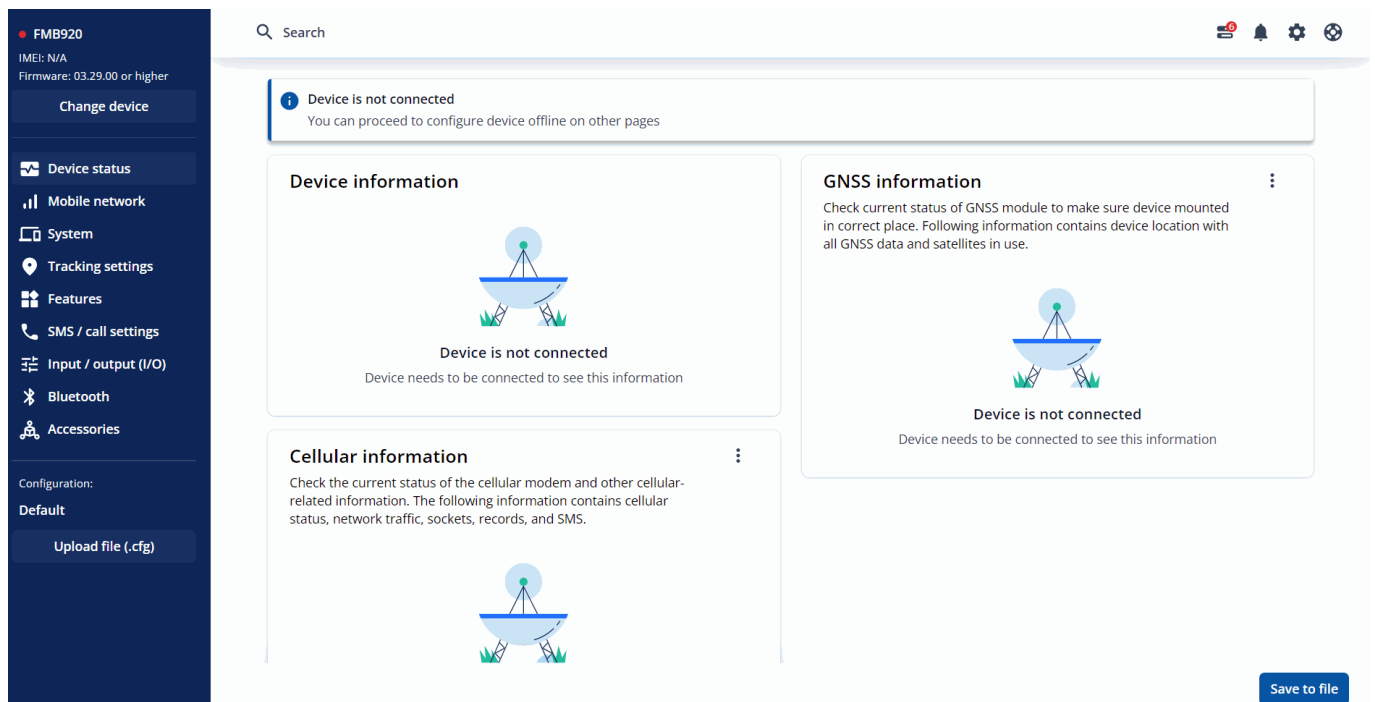 FMB920
IMEI: N/A
Firmware: 03.29.00 or higher
Change device
Device status
Mobile network
System
Tracking settings
Features
SMS / call settings
Input / output (I/O)
Bluetooth
Accessories
Configuration:
Default
Upload file (.cfg)
Search
6
Device is not connected
You can proceed to configure device offline on other pages
Device information
Device is not connected
Device needs to be connected to see this information
GNSS information
Check current status of GNSS module to make sure device mounted
in correct place. Following information contains device location with
all GNSS data and satellites in use.
Device is not connected
Device needs to be connected to see this information
Cellular information
Check the current status of the cellular modem and other cellular-
related information. The following information contains cellular
status, network traffic, sockets, records, and SMS.
Save to file